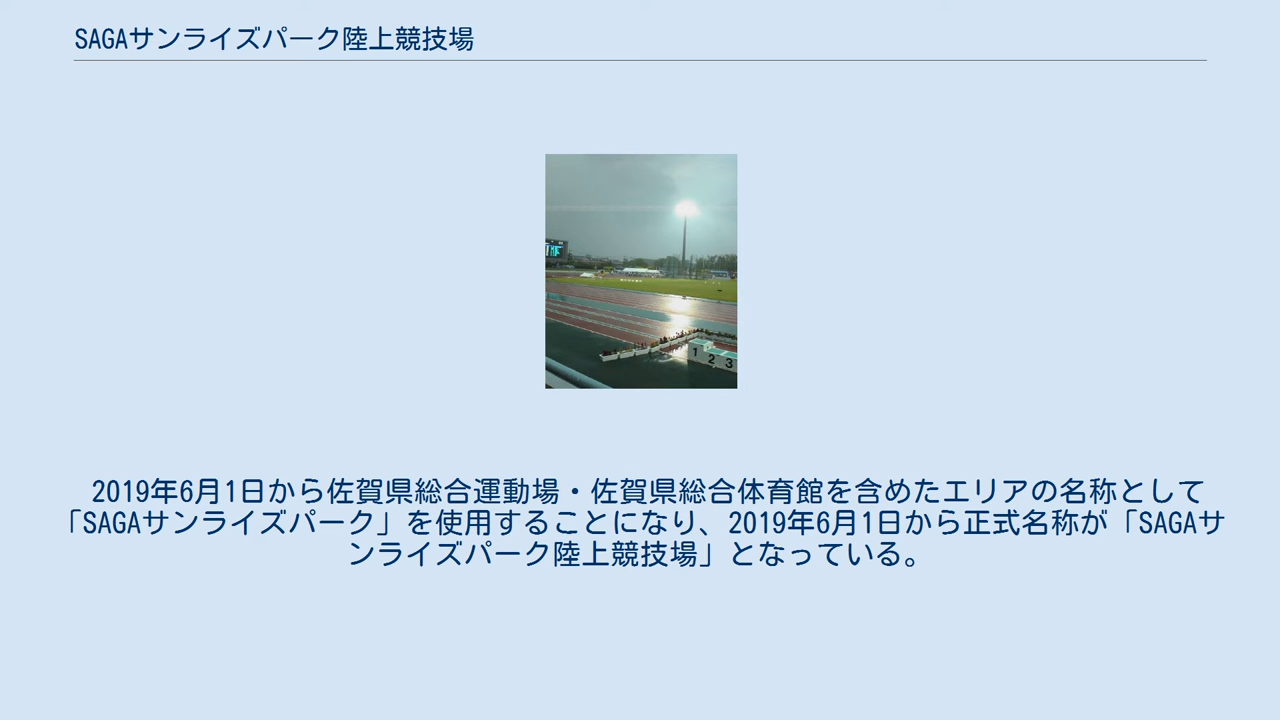 SAGAサンライズパーク陸上競技場
1
2
3
2019年6月1日から佐賀県総合運動場・佐賀県総合体育館を含めたエリアの名称として
「SAGAサンライズパーク」を使用することになり、2019年6月1日から正式名称が「SAGAサ
ンライズパーク陸上競技場」となっている。